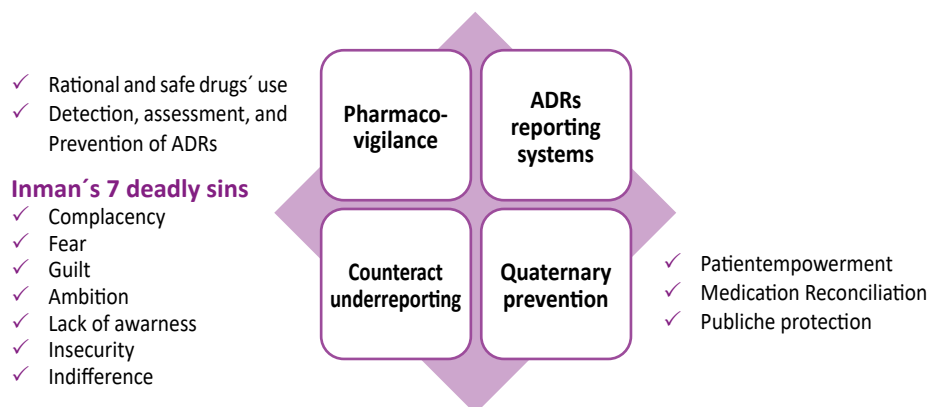 ✓ Rational and safe drugs´ use
✓ Detection, assessment, and
Prevention of ADRs
Inman´s 7 deadly sins
✓ Complacency
✓ Fear
✓ Guilt
✓ Ambition
✓ Lack of awarness
✓ Insecurity
✓ Indifference
Pharmaco-
vigilance
ADRs
reporting
systems
Counteract
underreporting
Quaternary
prevention
✓ Patientempowerment
✓ Medication Reconciliation
✓ Publiche protection